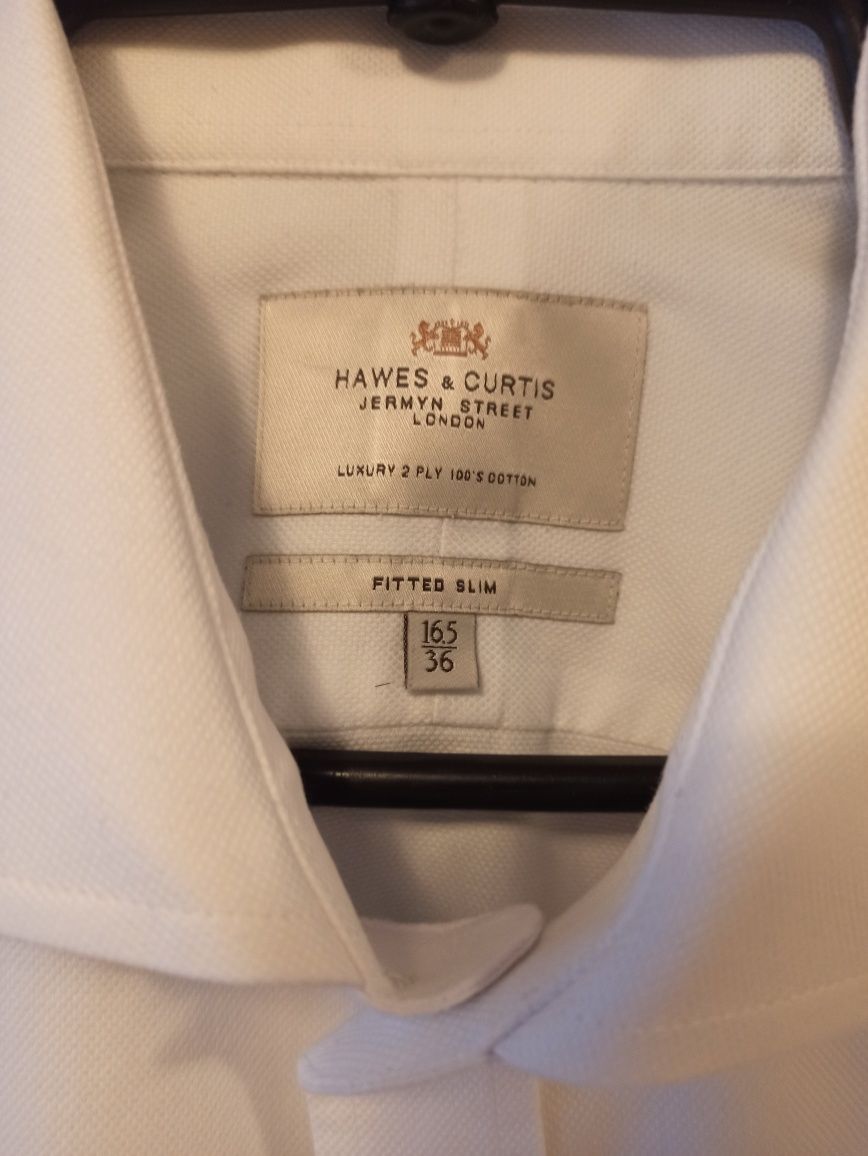 HAWES & CURTIS
JERMYN STREET
LONDON
LUXURY 2 PLY 100'S COTTON
FITTED SLIM
16.5
36